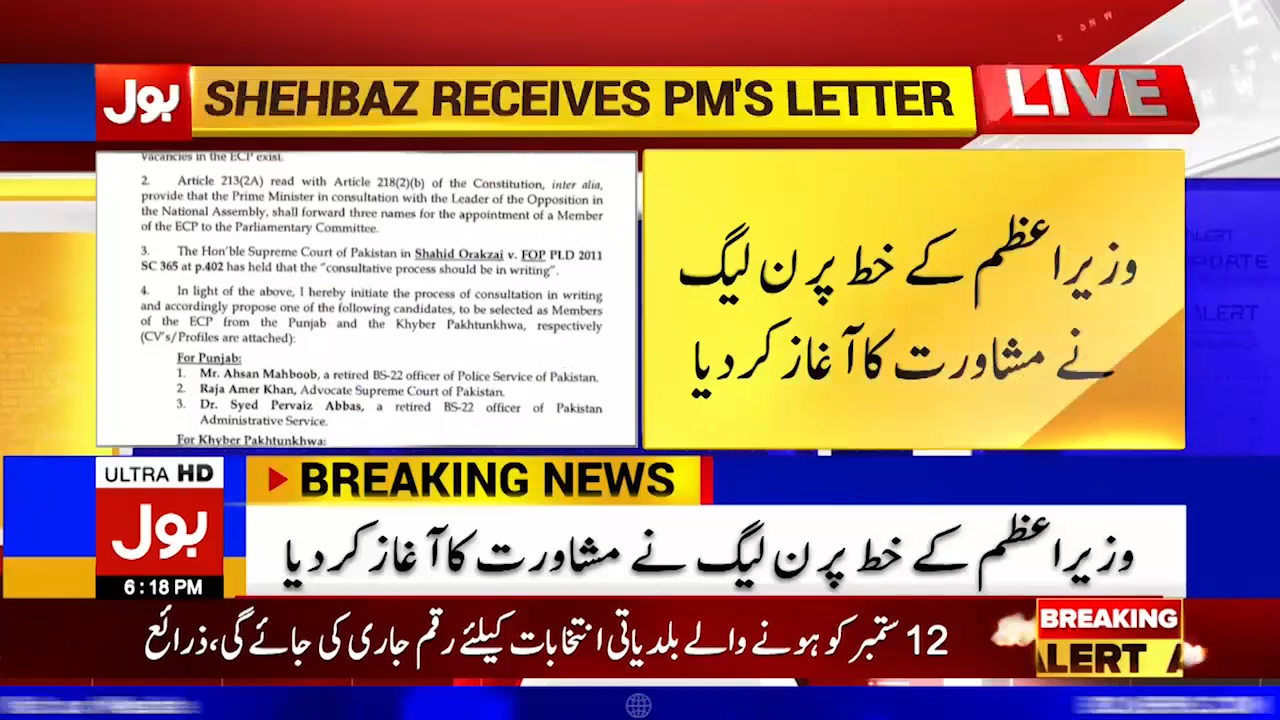 بول
SHEHBAZ RECEIVES PM'S LETTER
LIVE
vacancies in the ECP exist.
2. Article 213(2A) read with Article 218(2)(b) of the Constitution, inter alia,
provide that the Prime Minister in consultation with the Leader of the Opposition in
the National Assembly, shall forward three names for the appointment of a Member
of the ECP to the Parliamentary Committee.
3. The Hon'ble Supreme Court of Pakistan in Shahid Orakzai v. FOP PLD 2011
SC 365 at p.402 has held that the "consultative process should be in writing".
4. In light of the above, I hereby initiate the process of consultation in writing
and accordingly propose one of the following candidates, to be selected as Members
of the ECP from the Punjab and the Khyber Pakhtunkhwa, respectively
(CV's/Profiles are attached):
For Punjab:
1. Mr. Ahsan Mahboob, a retired BS-22 officer of Police Service of Pakistan.
2. Raja Amer Khan, Advocate Supreme Court of Pakistan.
3. Dr. Syed Pervaiz Abbas, a retired BS-22 officer of Pakistan
Administrative Service.
For Khyber Pakhtunkhwa:
وزیراعظم کے خط پر ن لیگ
نے مشاورت کا آغاز کردیا
ULTRA HD
بول
6:18 PM
BREAKING NEWS
وزیراعظم کے خط پر ن لیگ نے مشاورت کا آغاز کردیا
12 ستمبر کو ہونے والے بلدیاتی انتخابات کیلئے رقم جاری کی جائے گی، ذرائع
BREAKING
ALERT
ALERT
UPDATE
ALERT